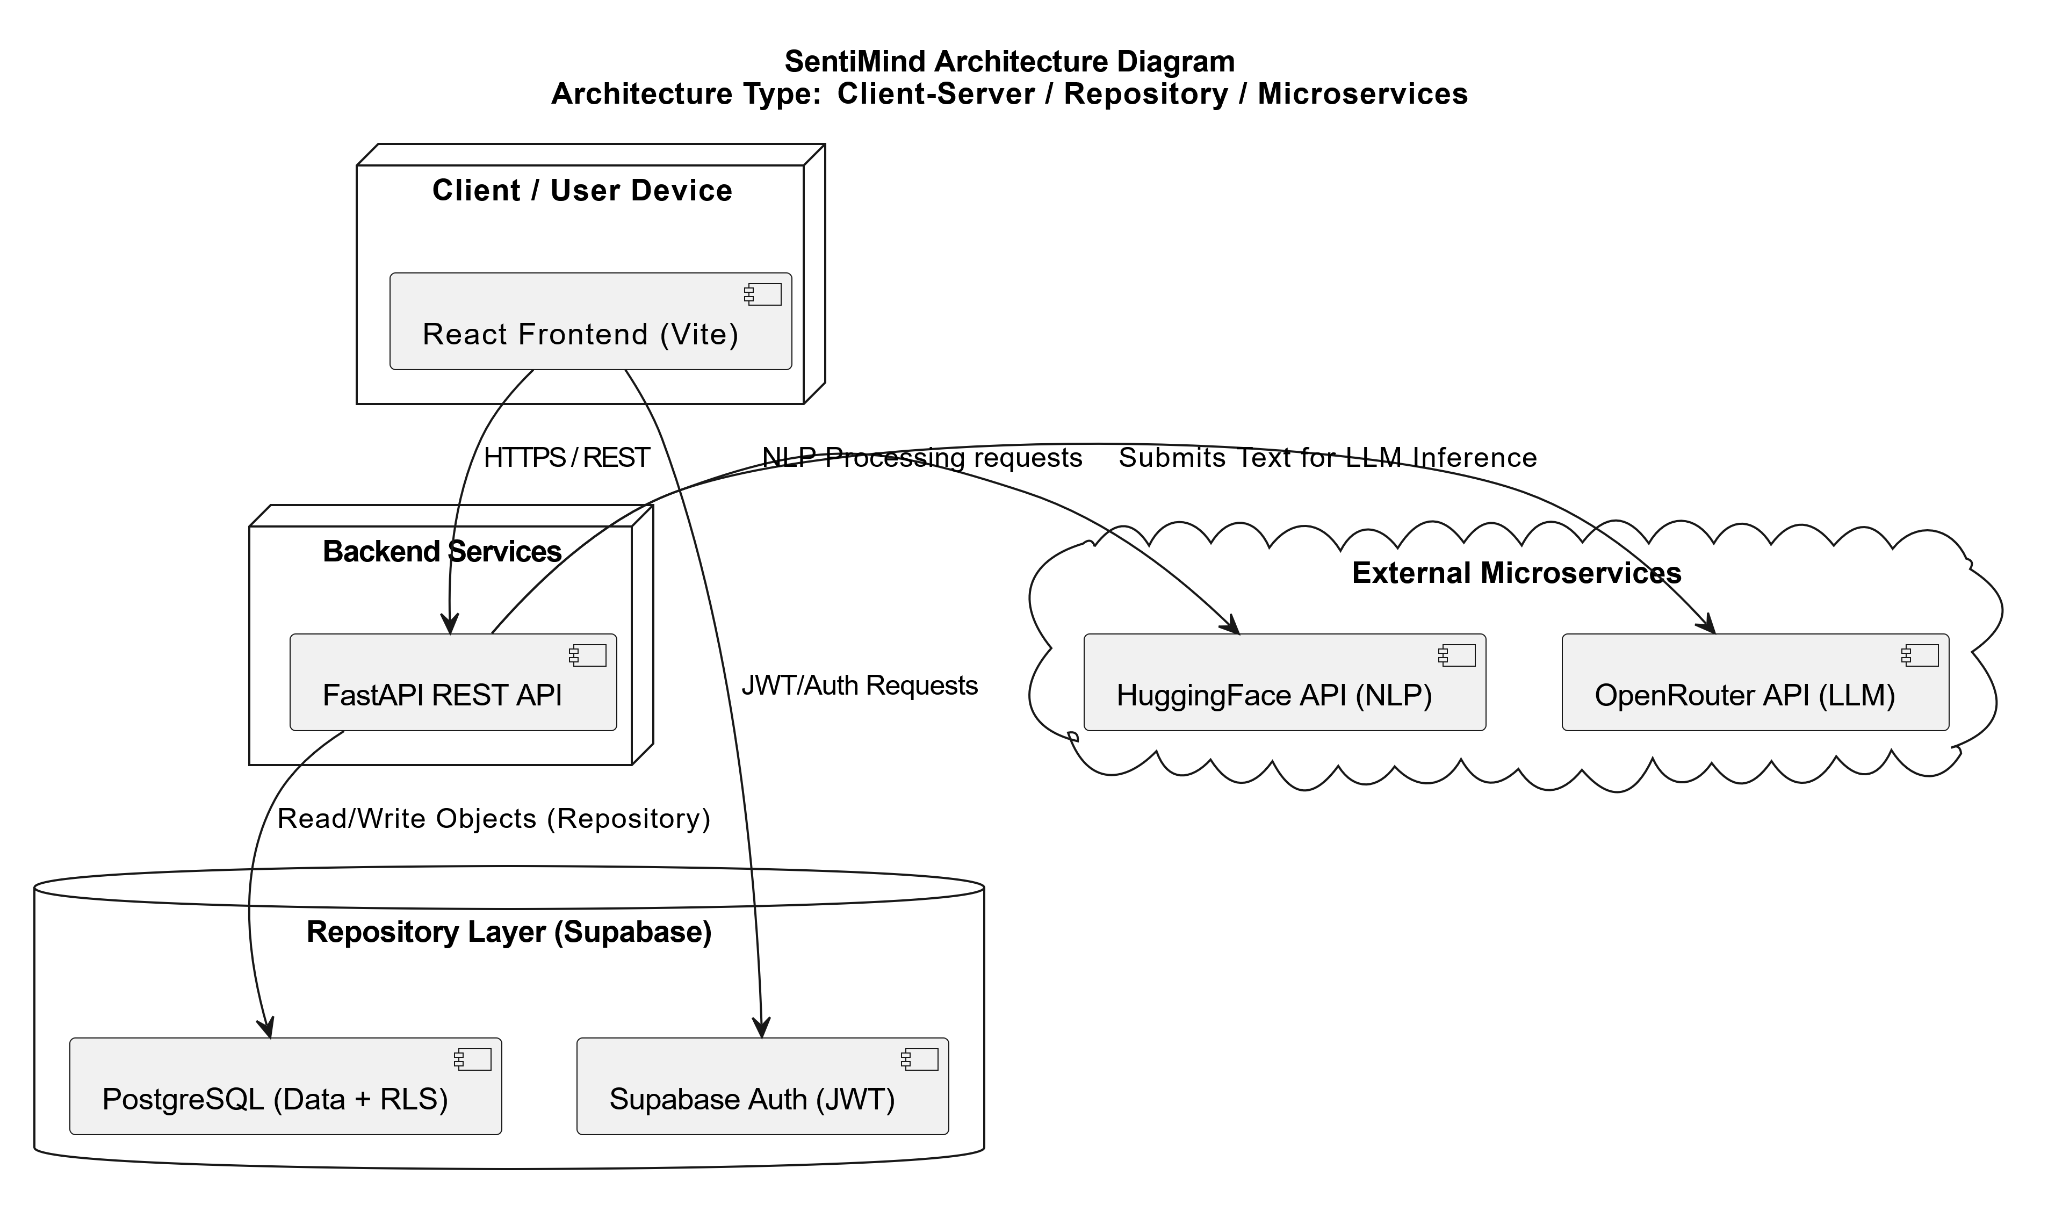 SentiMind Architecture Diagram
Architecture Type: Client-Server / Repository / Microservices
Client / User Device
React Frontend (Vite)
HTTPS / REST
NLP Processing requests
Submits Text for LLM Inference
Backend Services
External Microservices
FastAPI REST API
JWT/Auth Requests
HuggingFace API (NLP)
OpenRouter API (LLM)
Read/Write Objects (Repository)
Repository Layer (Supabase)
PostgreSQL (Data + RLS)
Supabase Auth (JWT)